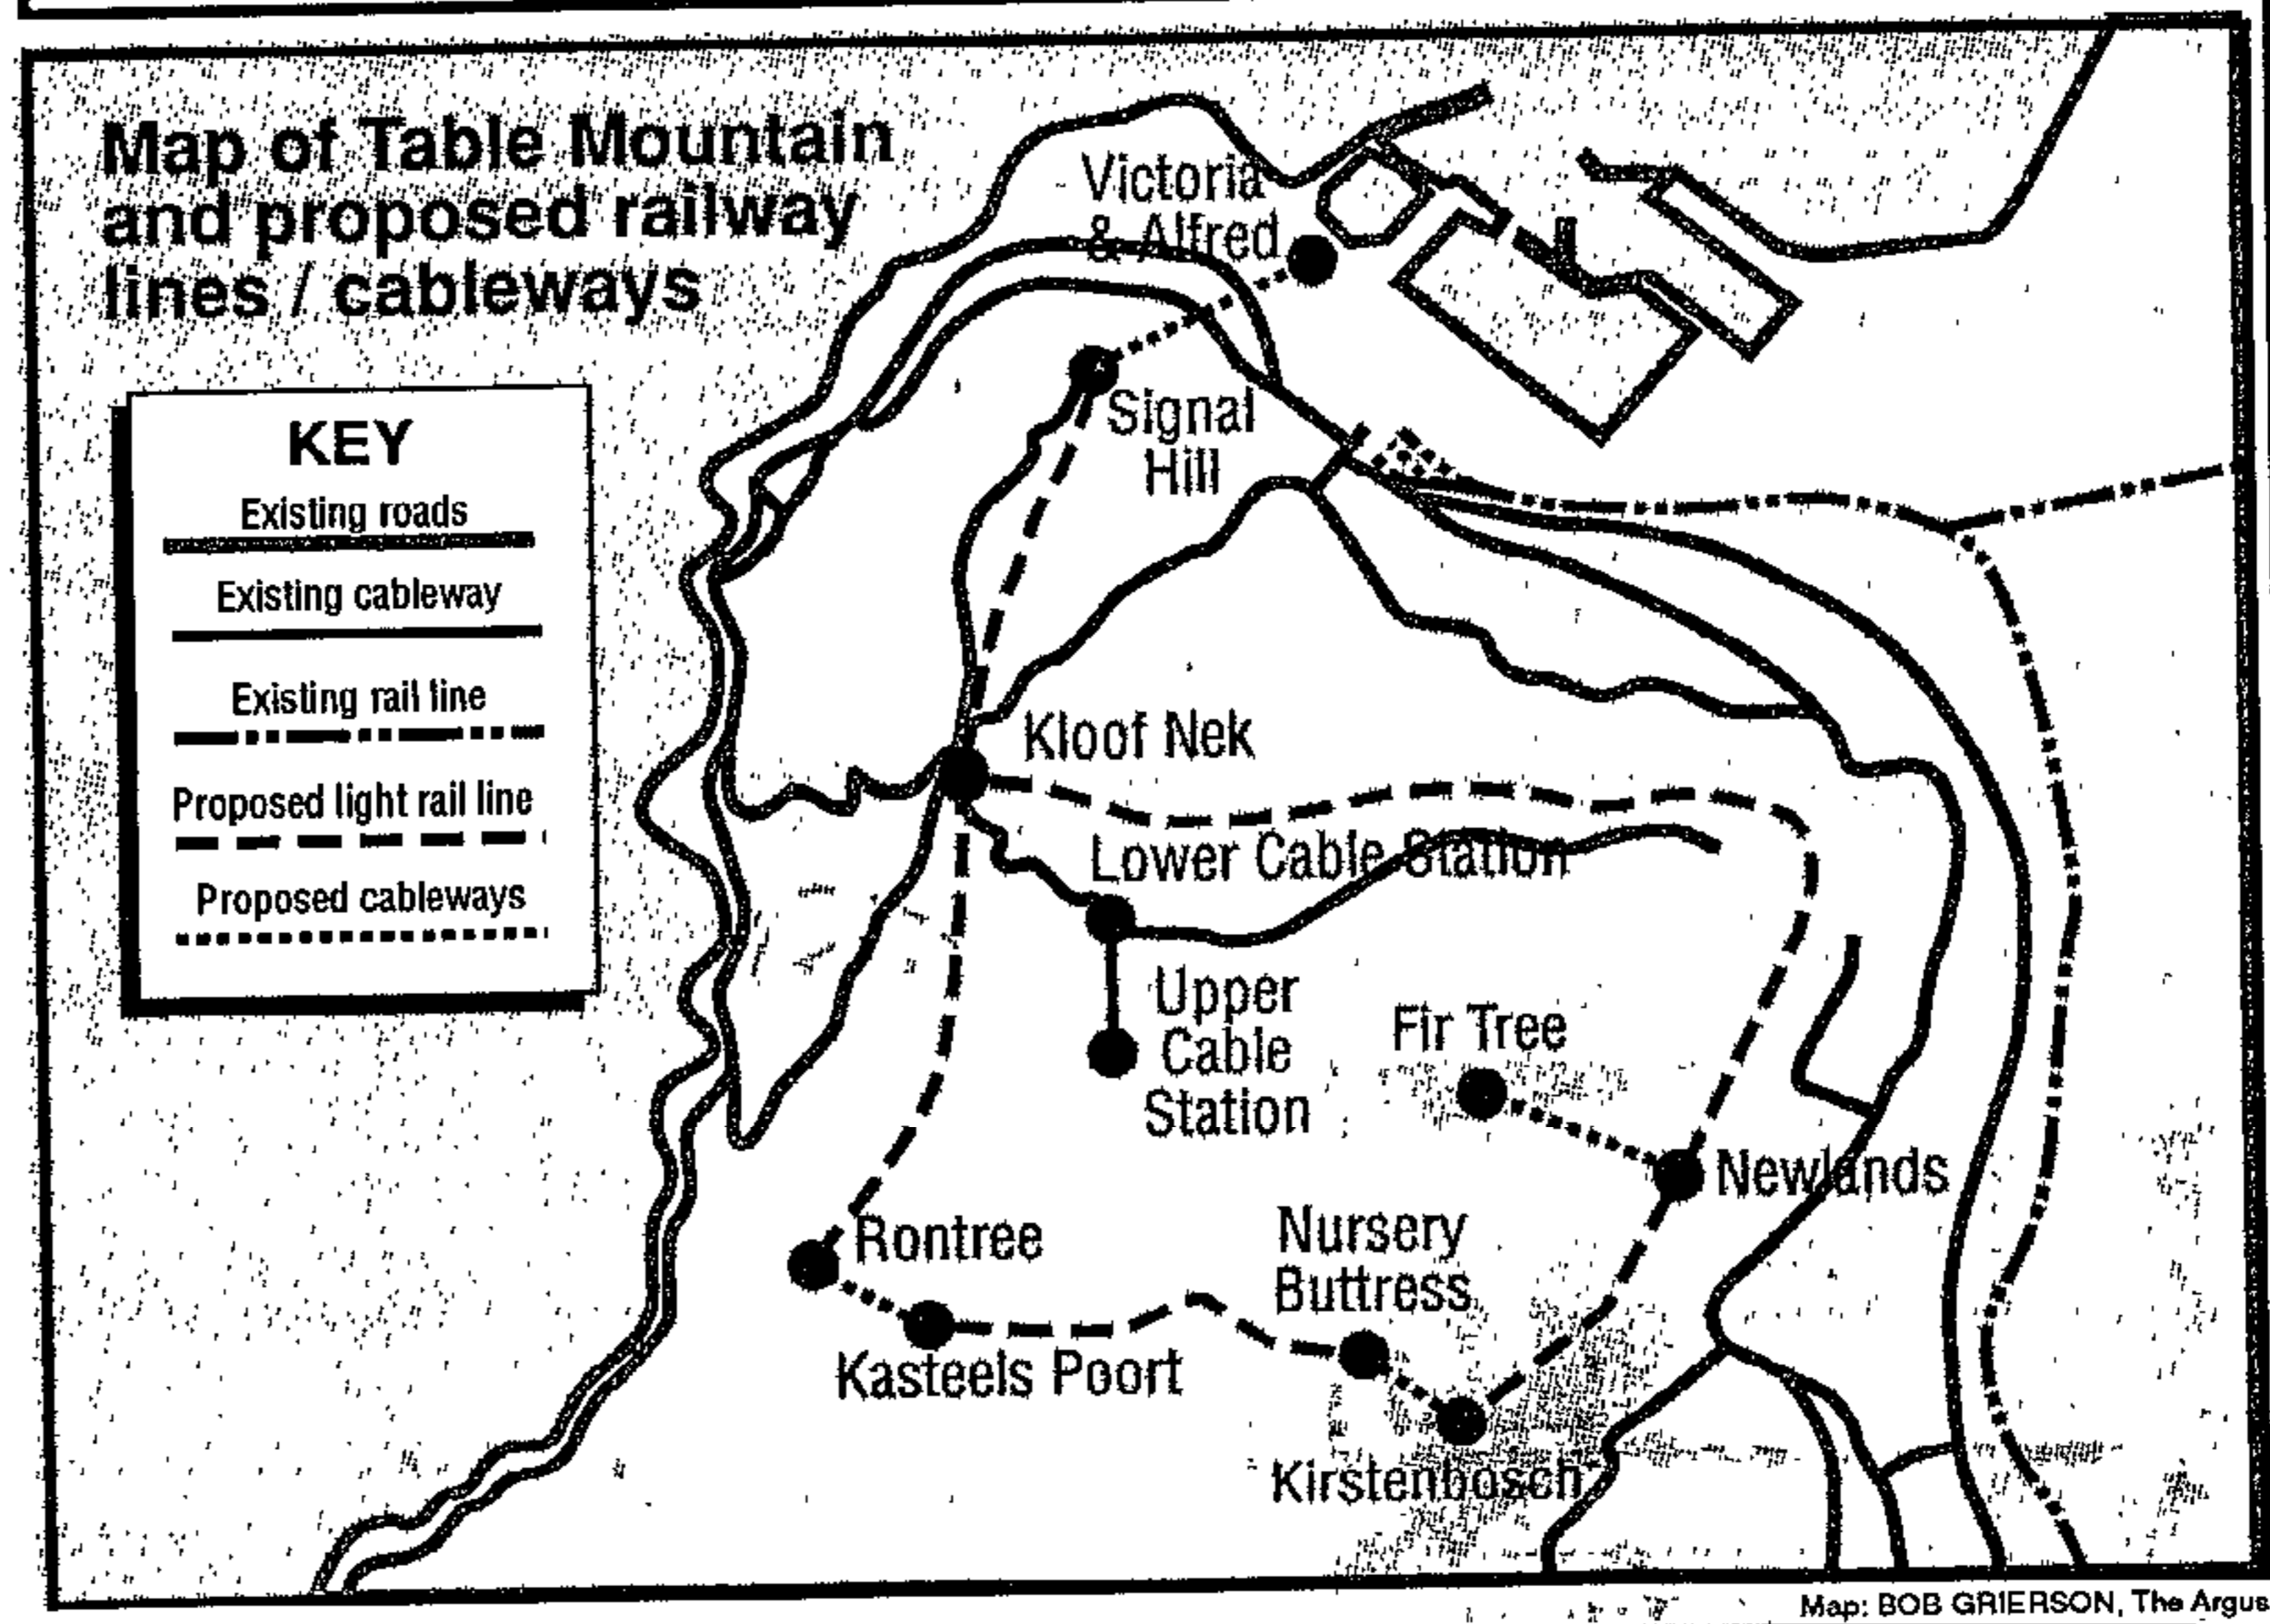 Map of Table Mountain
and proposed railway
lines / cableways
KEY
Existing roads
Existing cableway
Existing rail line
Proposed light rail line
Proposed cableways
Victoria
& Alfred
Signal
Hill
Kloof Nek
Lower Cable Station
Upper
Cable
Station
Fir Tree
Newlands
Rontree
Nursery
Buttress
Kasteels Poort
Kirstenbosch
Map: BOB GRIERSON, The Argus